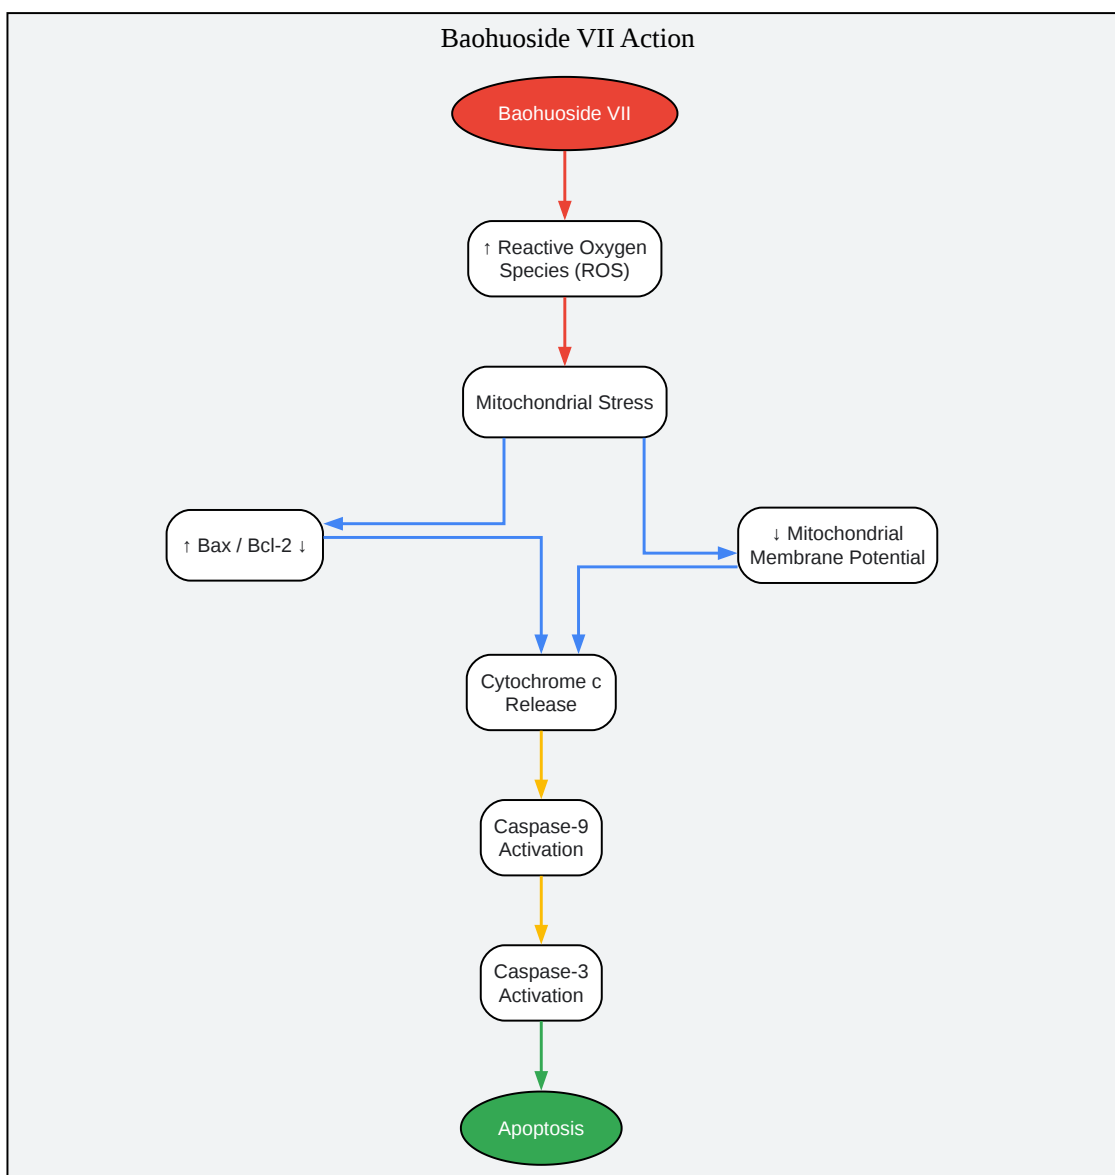 Baohuoside VII Action
Baohuoside VII
↑ Reactive Oxygen
Species (ROS)
Mitochondrial Stress
↑ Bax / Bcl-2 ↓
↓ Mitochondrial
Membrane Potential
Cytochrome c
Release
Caspase-9
Activation
Caspase-3
Activation
Apoptosis